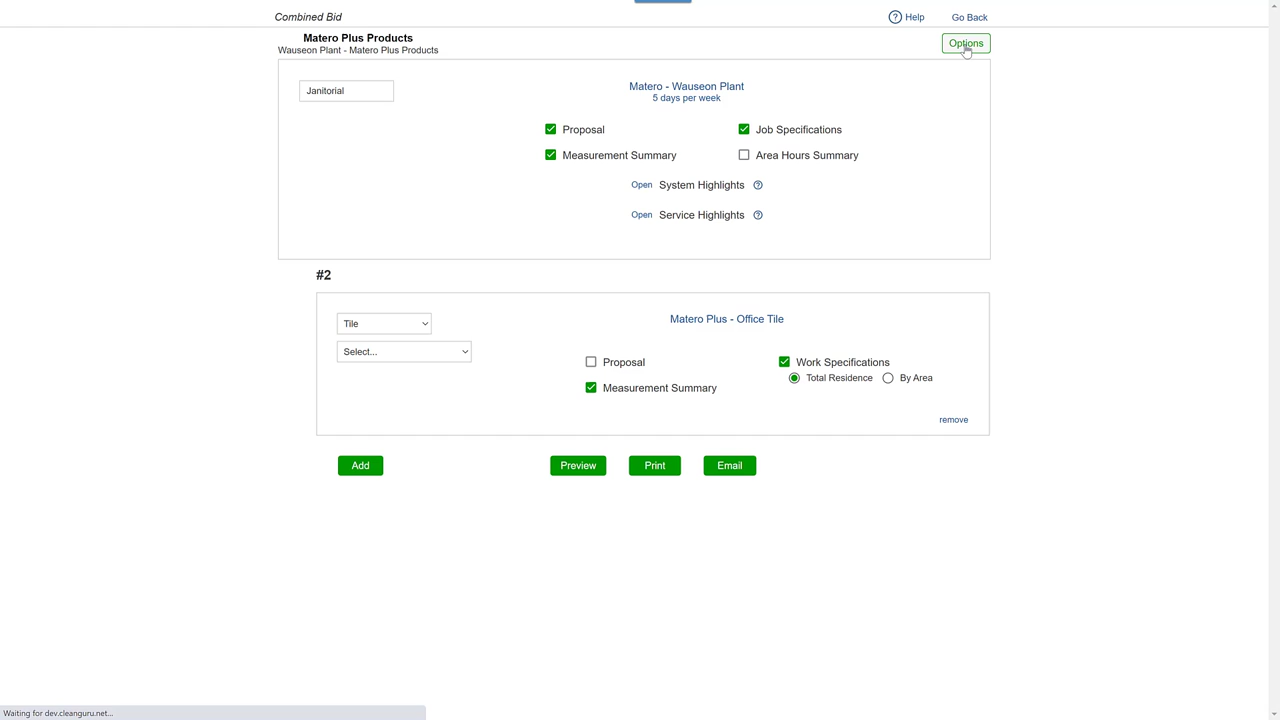 Combined Bid
Help
Go Back
Matero Plus Products
Wauseon Plant - Matero Plus Products
Options
Janitorial
Matero - Wauseon Plant
5 days per week
Proposal
Job Specifications
Measurement Summary
Area Hours Summary
Open System Highlights
Open Service Highlights
#2
Tile
Matero Plus - Office Tile
Select...
Proposal
Work Specifications
Total Residence
By Area
Measurement Summary
remove
Add
Preview
Print
Email
Waiting for dev.cleanguru.net...